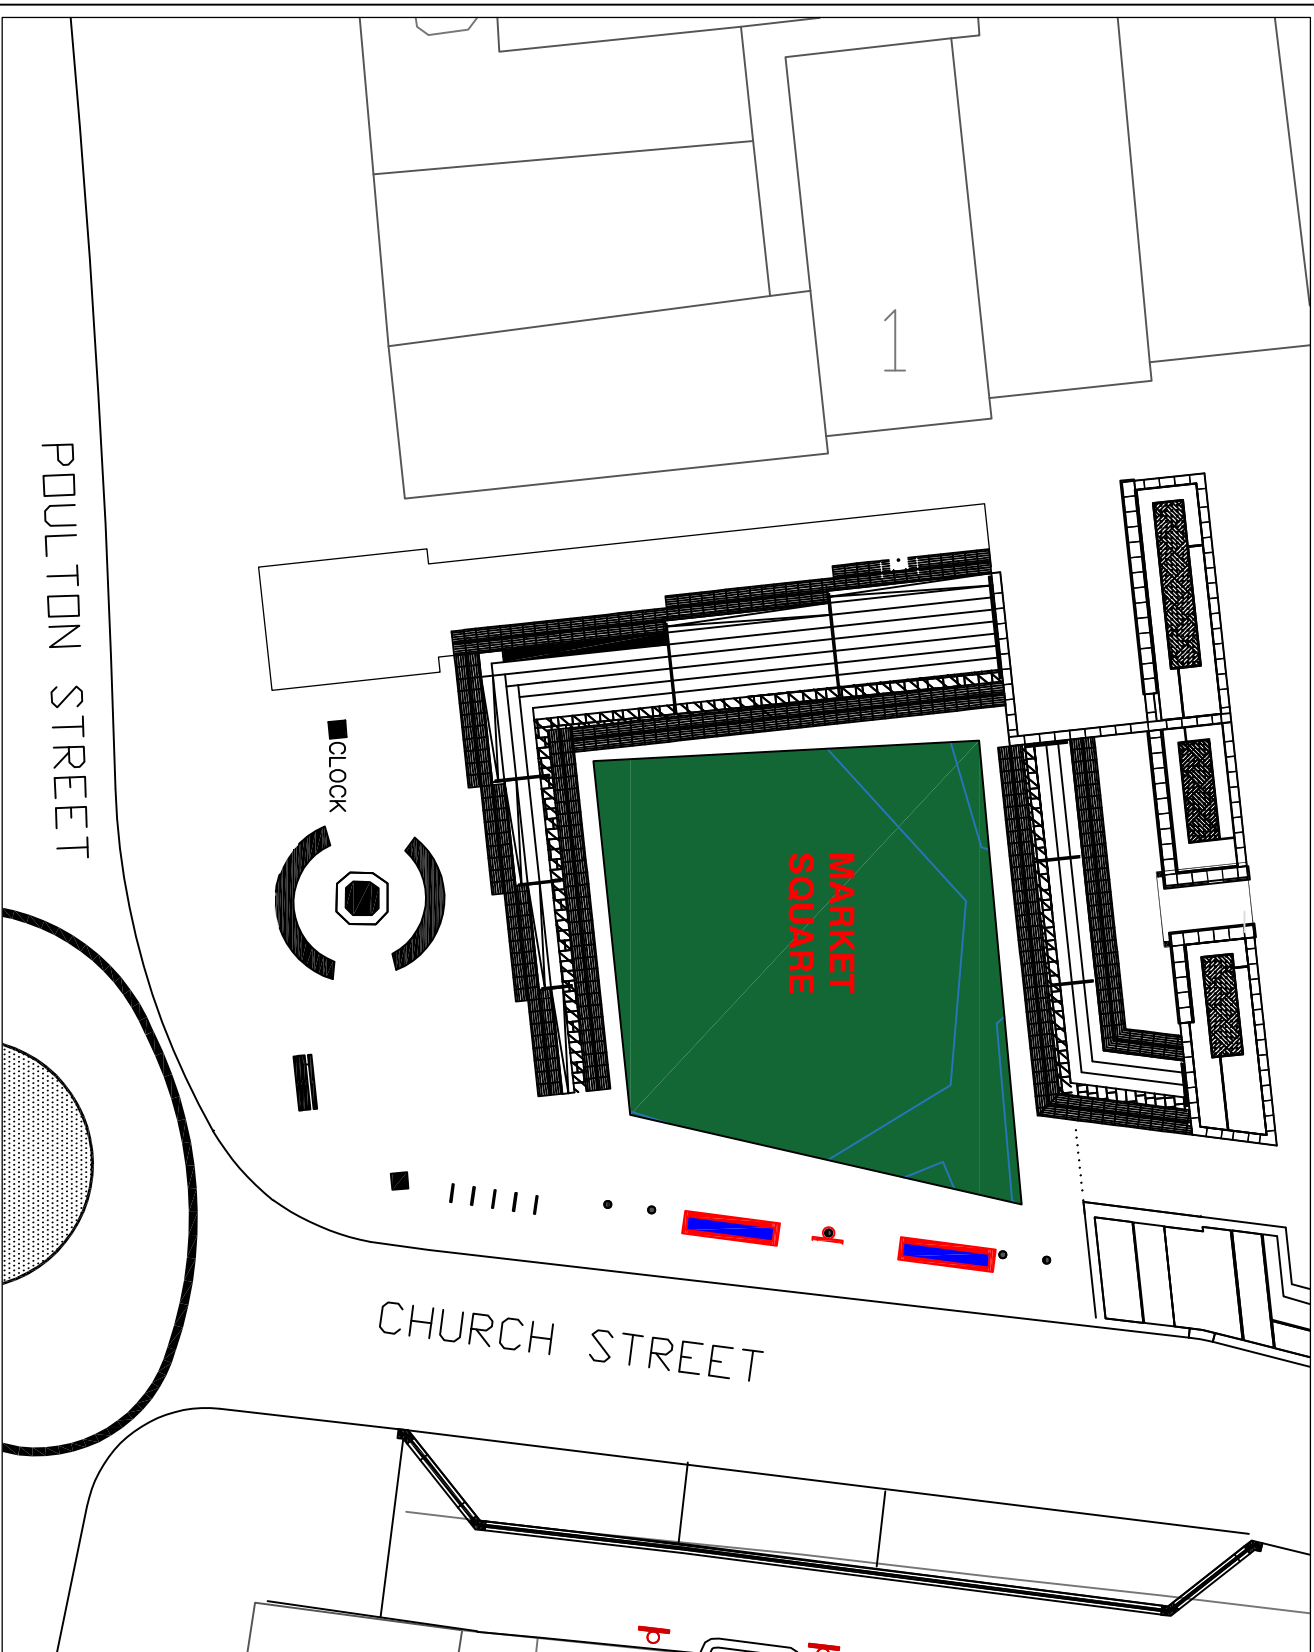 1
POULTON STREET
CLOCK
MARKET
SQUARE
CHURCH STREET